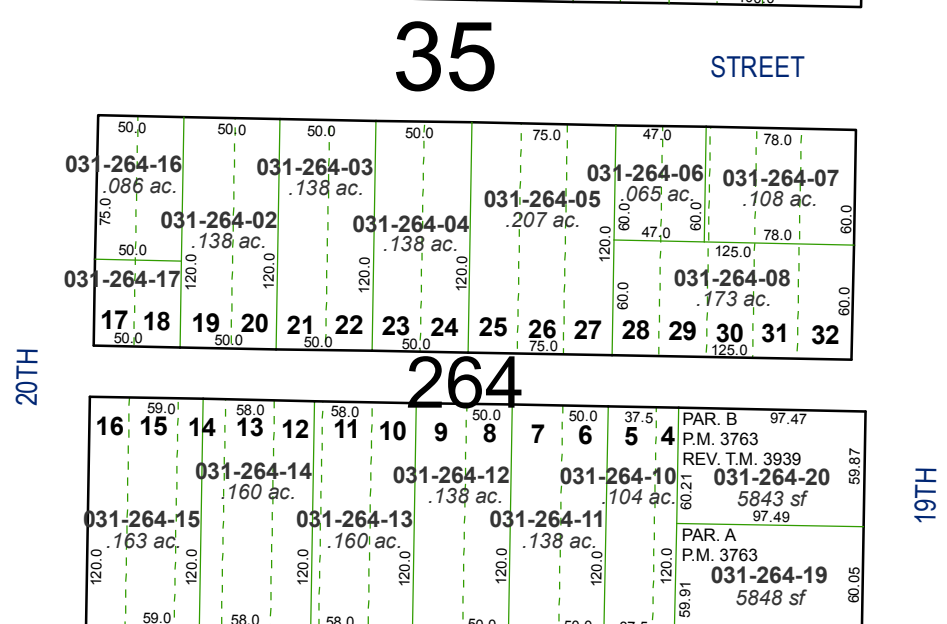 35
STREET
50.0 50.0 50.0 50.0 75.0 47.0 78.0
031-264-16
.086 ac.
031-264-03
.138 ac.
031-264-06
.065 ac.
031-264-07
.108 ac.
031-264-05
.207 ac.
031-264-02
.138 ac.
031-264-04
.138 ac.
75.0
60.0 60.0 60.0
47.0 78.0
50.0
120.0 120.0 120.0 120.0 120.0
125.0
031-264-17
031-264-08
.173 ac.
60.0 60.0
17 18 19 20 21 22 23 24 25 26 27 28 29 30 31 32
50.0 50.0 50.0 50.0 75.0 125.0
20TH
264
59.0 58.0 58.0 50.0 50.0 37.5
16 15 14 13 12 11 10 9 8 7 6 5 4
PAR. B 97.47
P.M. 3763
REV. T.M. 3939
031-264-20
5843 sf
60.21 59.87
97.49
031-264-14
.160 ac.
031-264-12
.138 ac.
031-264-10
.104 ac.
031-264-15
.163 ac.
031-264-13
.160 ac.
031-264-11
.138 ac.
19TH
PAR. A
P.M. 3763
031-264-19
5848 sf
120.0 120.0 120.0 120.0 120.0 120.0
59.91 60.05
59.0 58.0 58.0